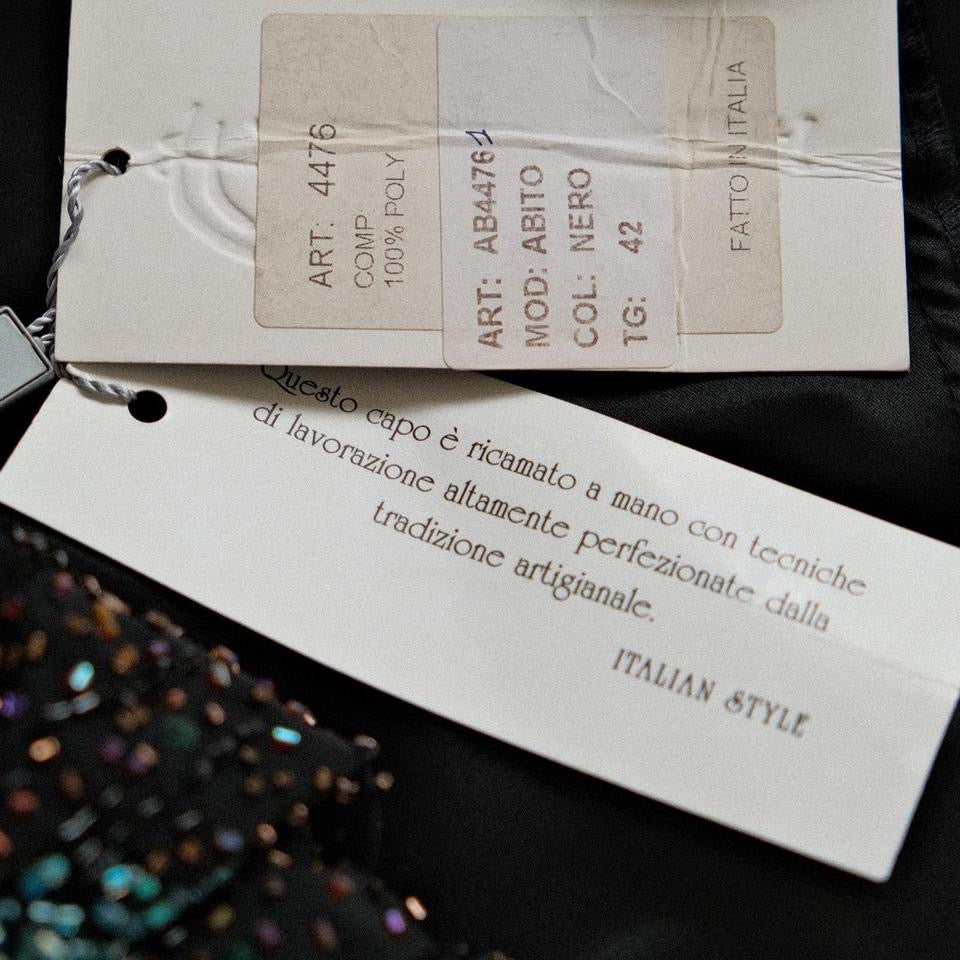 ART: 4476
COMP
100% POLY
ART: AB44761
MOD: ABITO
COL: NERO
TG: 42
FATTO IN ITALIA
Questo capo è ricamato a mano con tecniche
di lavorazione altamente perfezionate dalla
tradizione artigianale.
ITALIAN STYLE